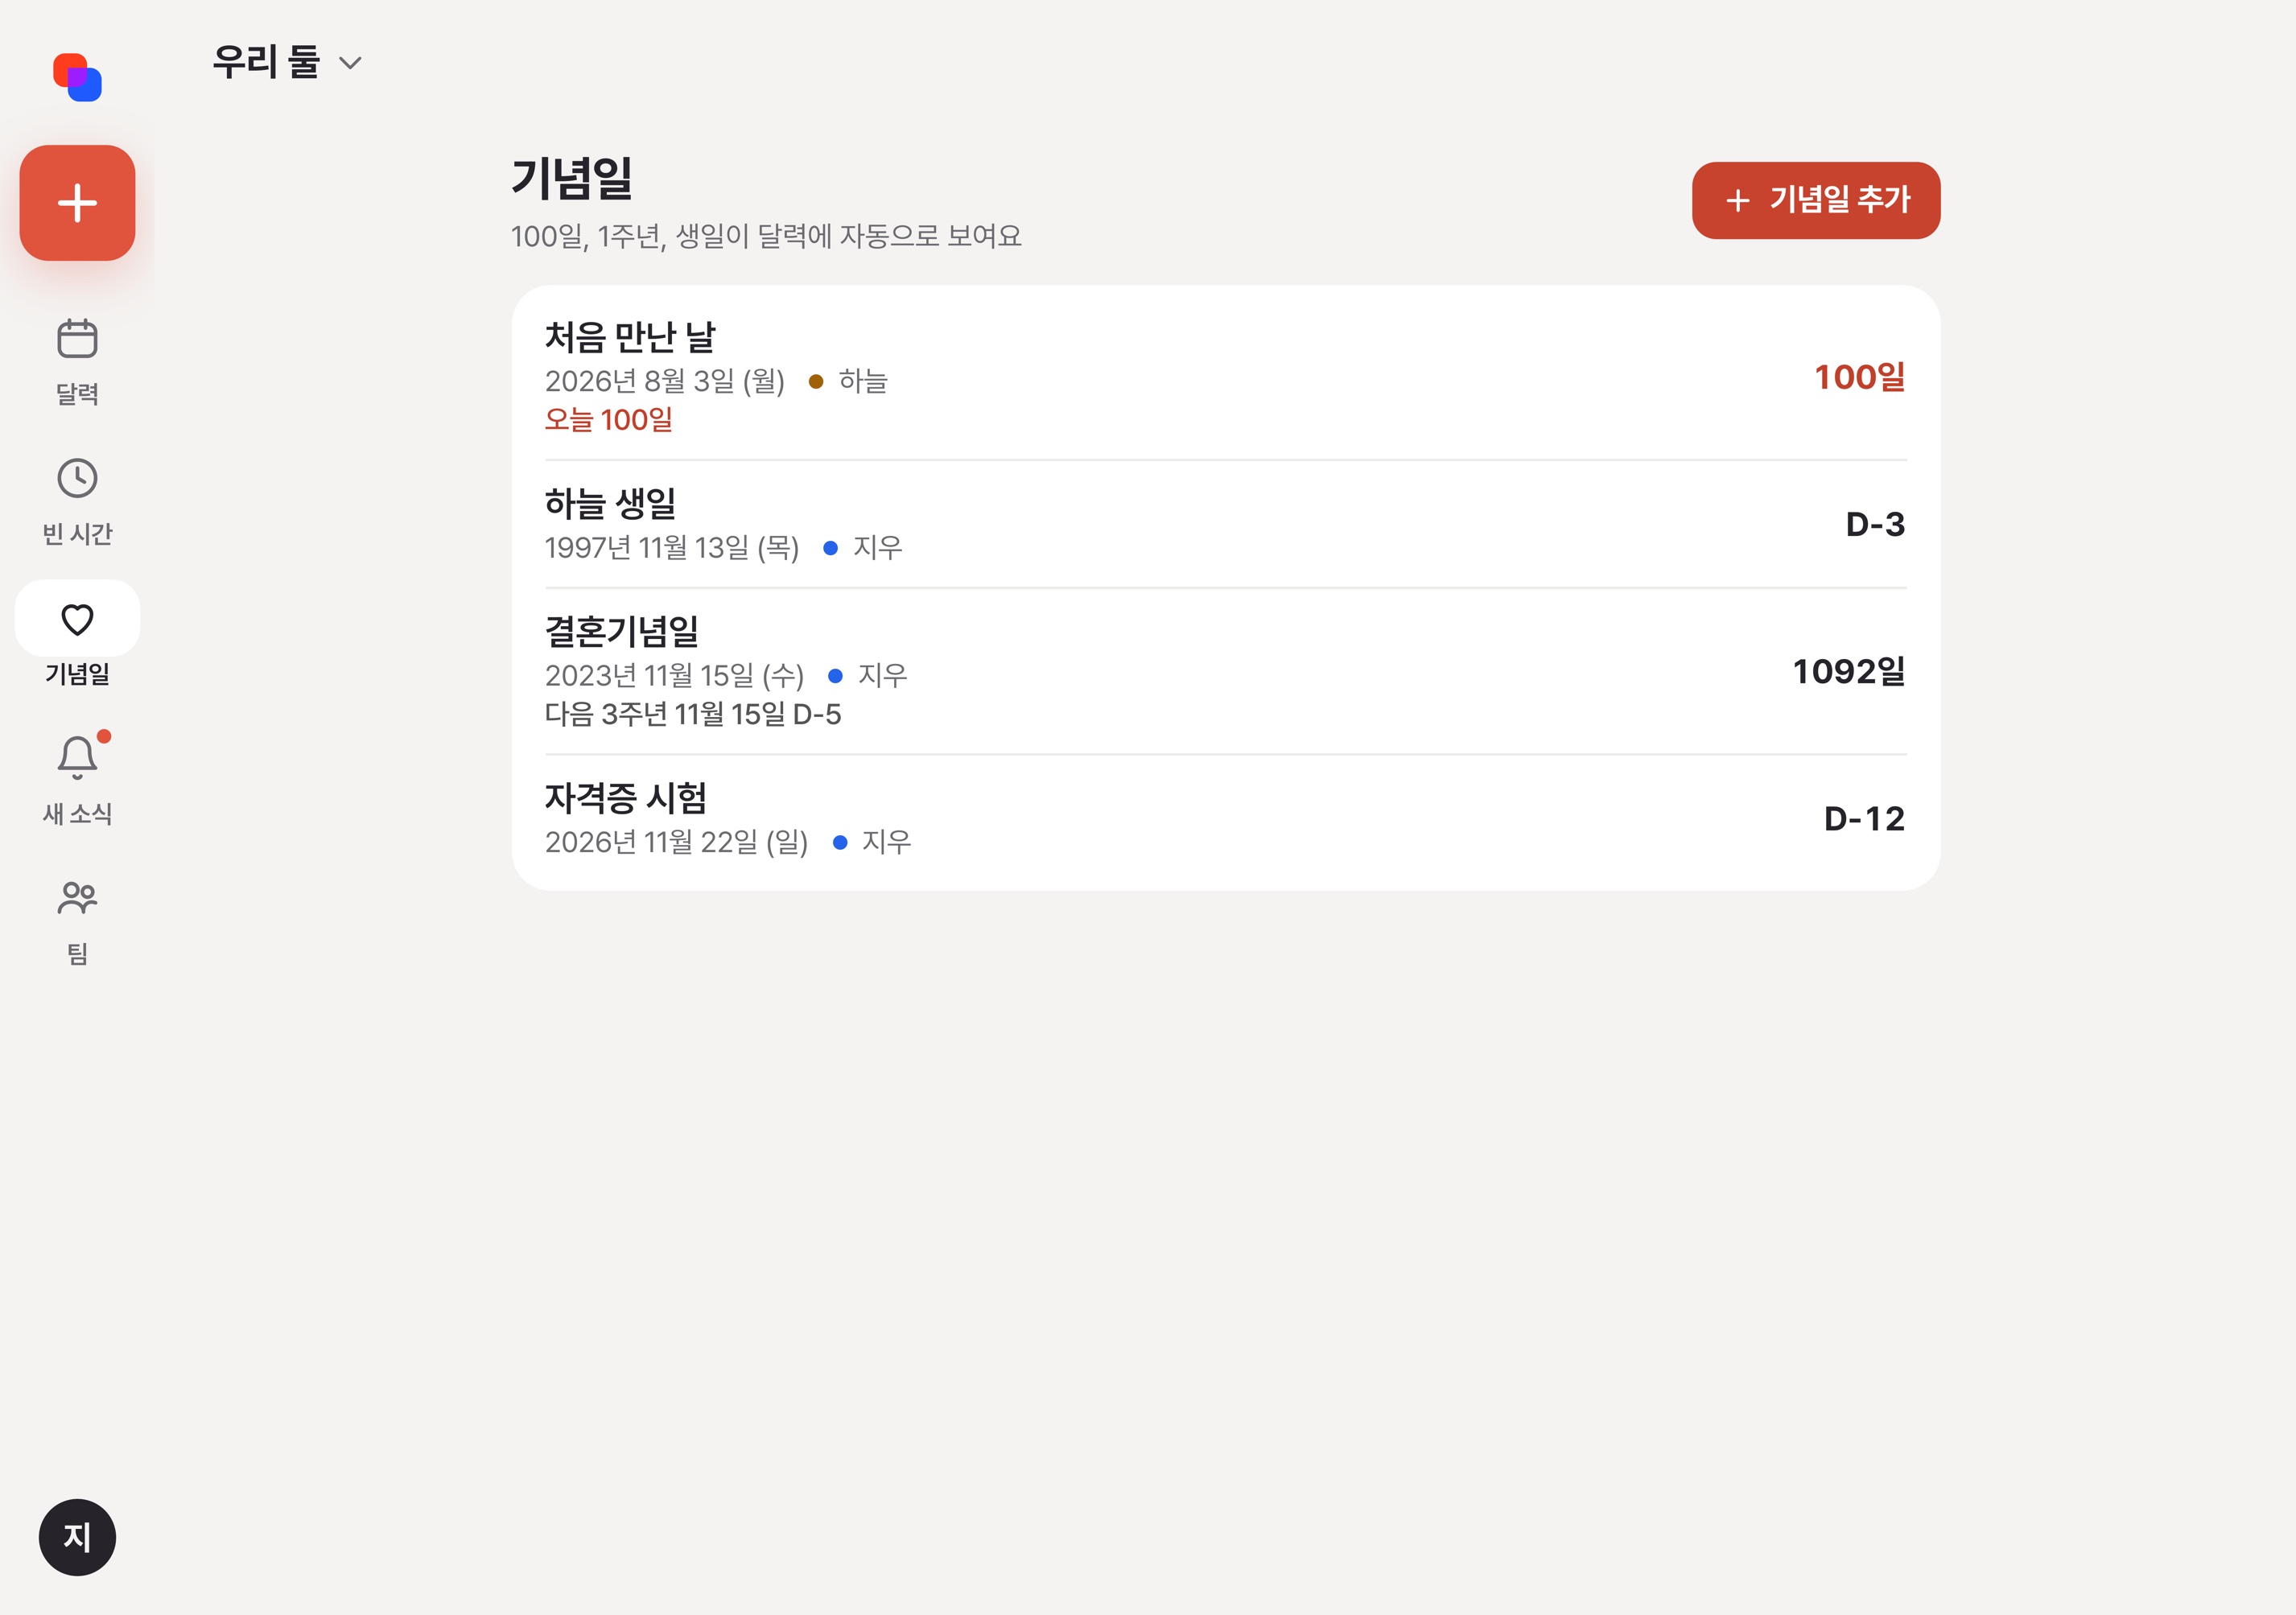 우리 둘
기념일
100일, 1주년, 생일이 달력에 자동으로 보여요
기념일 추가
처음 만난 날
2026년 8월 3일 (월) 하늘
오늘 100일
100일
하늘 생일
1997년 11월 13일 (목) 지우
D-3
결혼기념일
2023년 11월 15일 (수) 지우
다음 3주년 11월 15일 D-5
1092일
자격증 시험
2026년 11월 22일 (일) 지우
D-12
달력
빈 시간
기념일
새 소식
팀
지